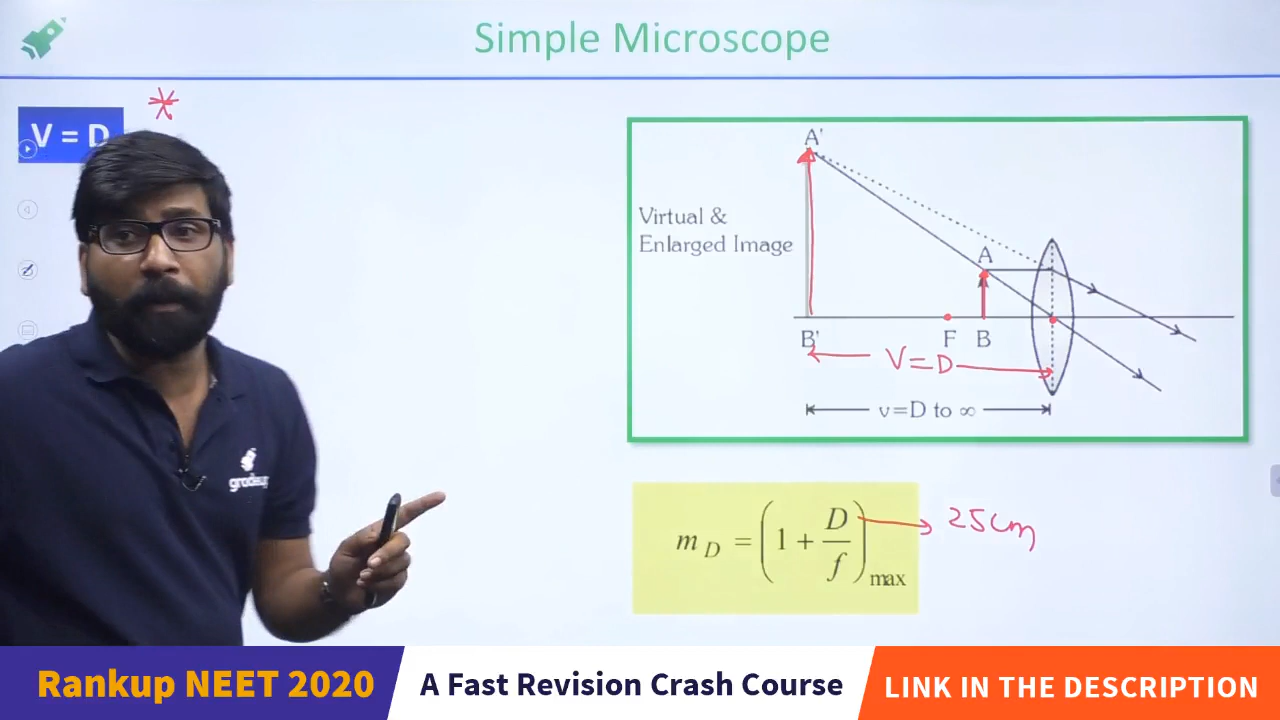 Simple Microscope
V = D
*
A'
Virtual &
Enlarged Image
A
B'
F
B
V = D
v=D to ∞
m_D = (1 + D/f)_max
25cm
gradeup
Rankup NEET 2020
A Fast Revision Crash Course
LINK IN THE DESCRIPTION